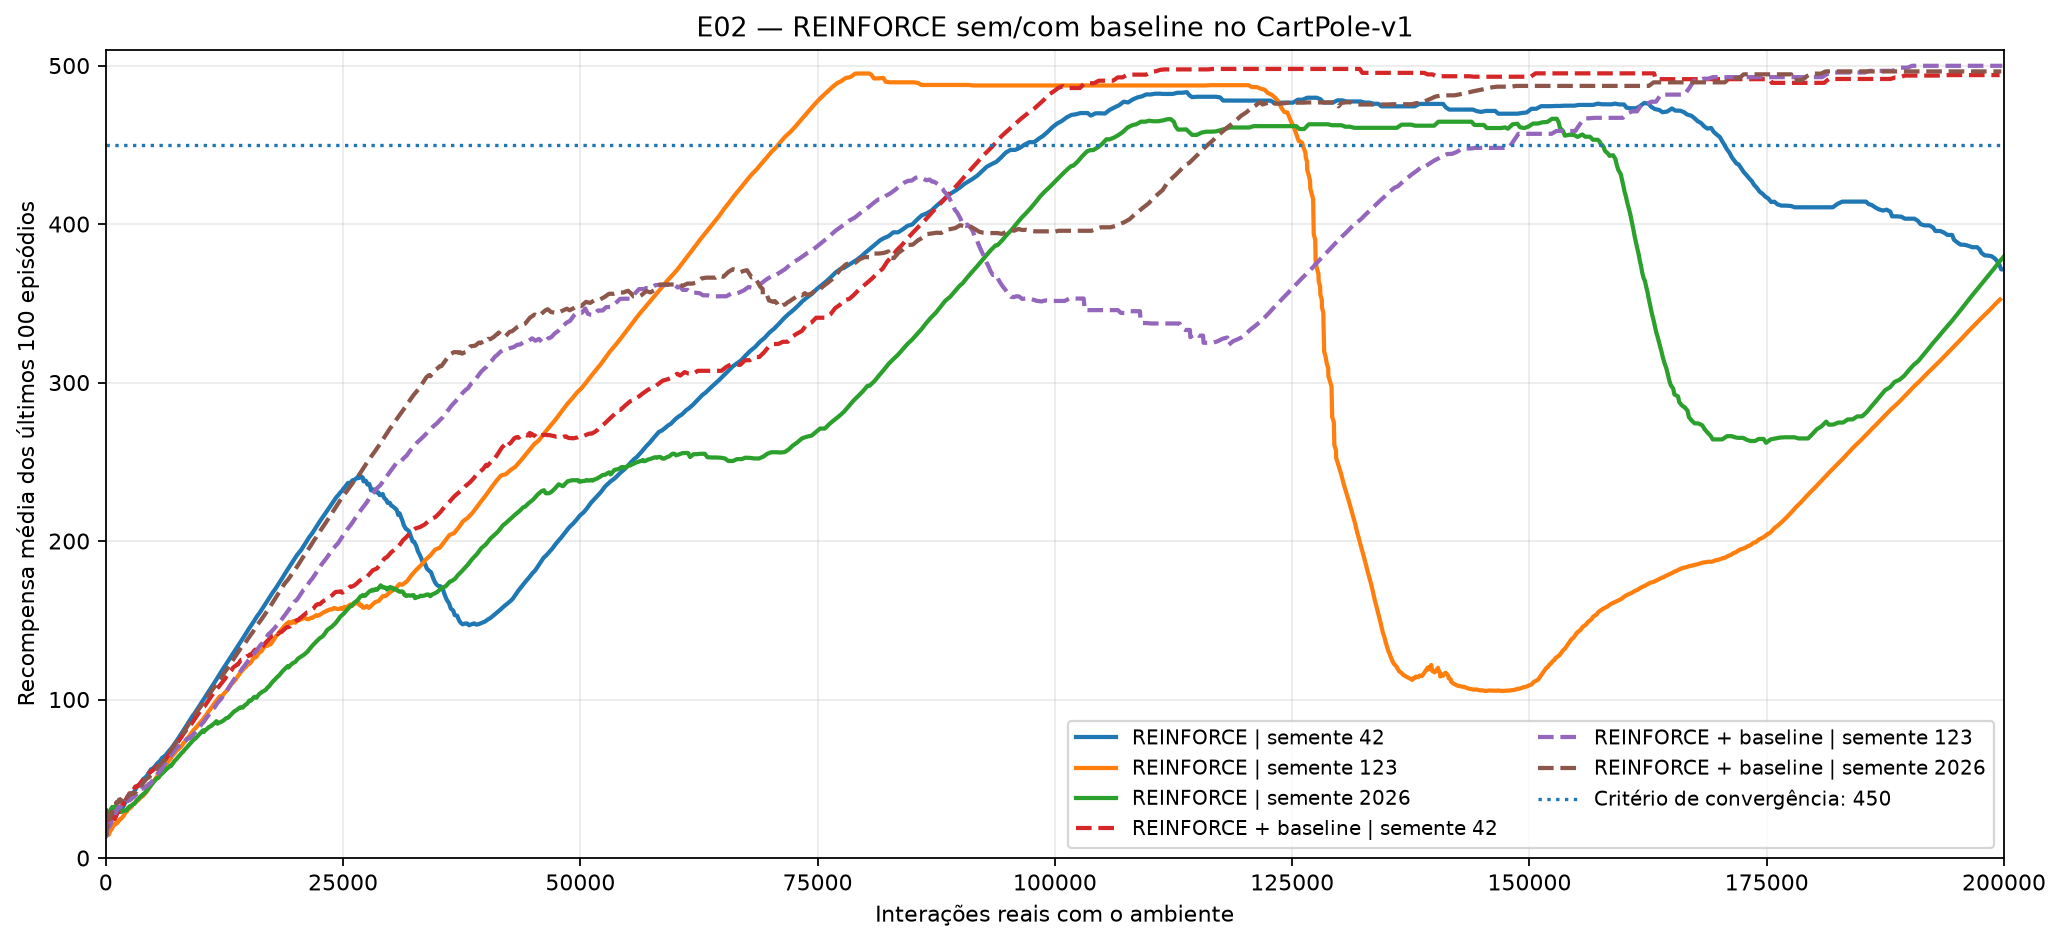 E02 — REINFORCE sem/com baseline no CartPole-v1
Recompensa média dos últimos 100 episódios
500
400
300
200
100
0
0 25000 50000 75000 100000 125000 150000 175000 200000
Interações reais com o ambiente
REINFORCE | semente 42
REINFORCE | semente 123
REINFORCE | semente 2026
REINFORCE + baseline | semente 42
REINFORCE + baseline | semente 123
REINFORCE + baseline | semente 2026
Critério de convergência: 450